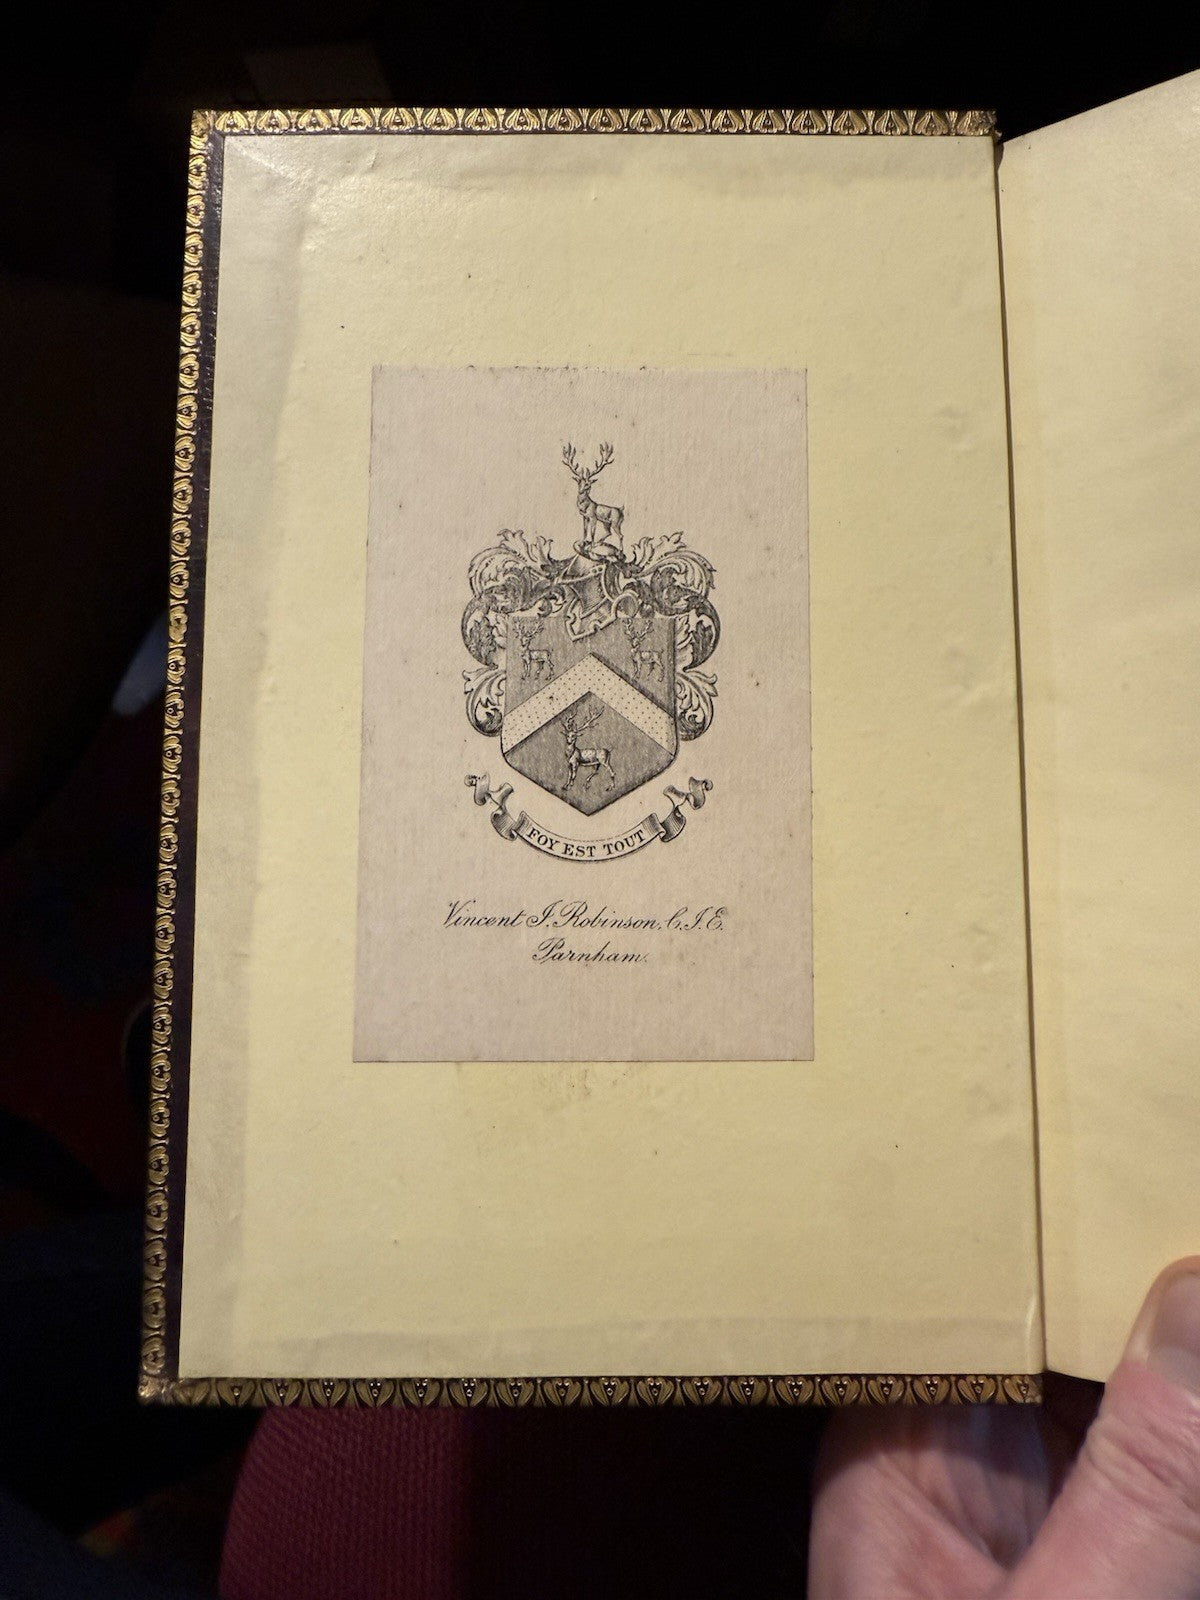 FOY EST TOUT
Vincent J. Robinson, C.I.E.
Parnham.